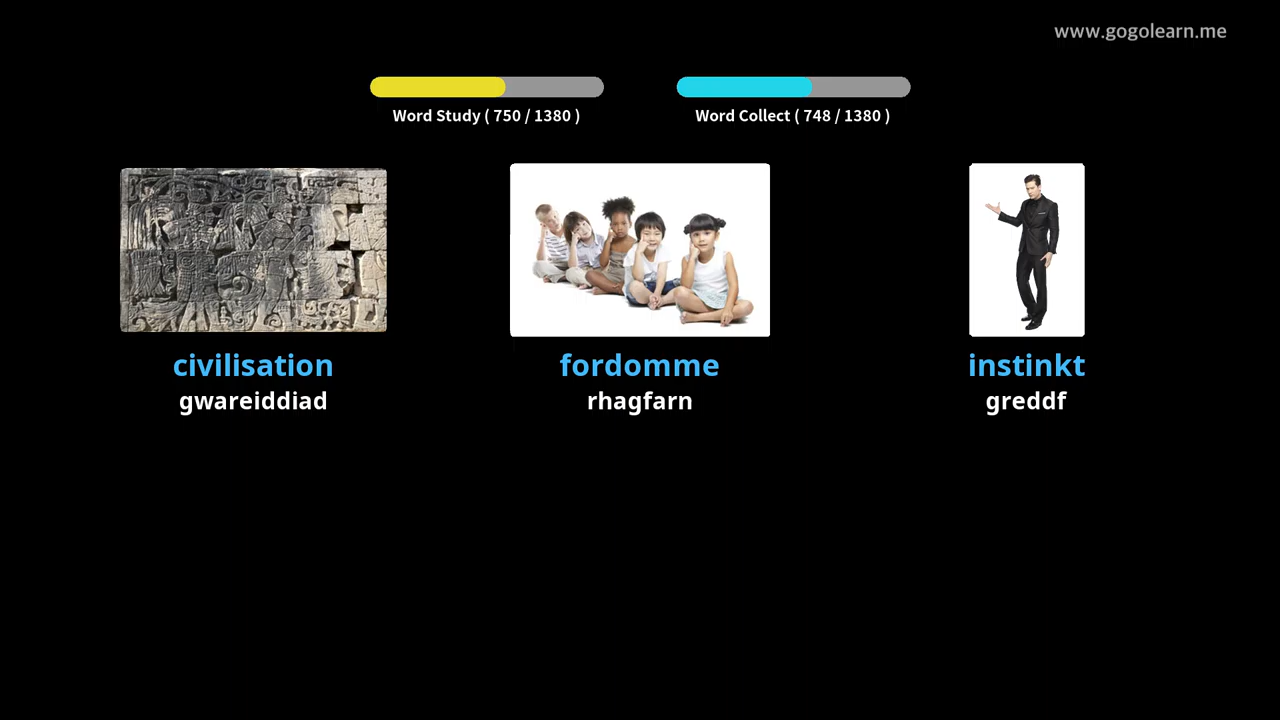 www.gogolearn.me
Word Study ( 750 / 1380 )
Word Collect ( 748 / 1380 )
civilisation
gwareiddiad
fordomme
rhagfarn
instinkt
greddf